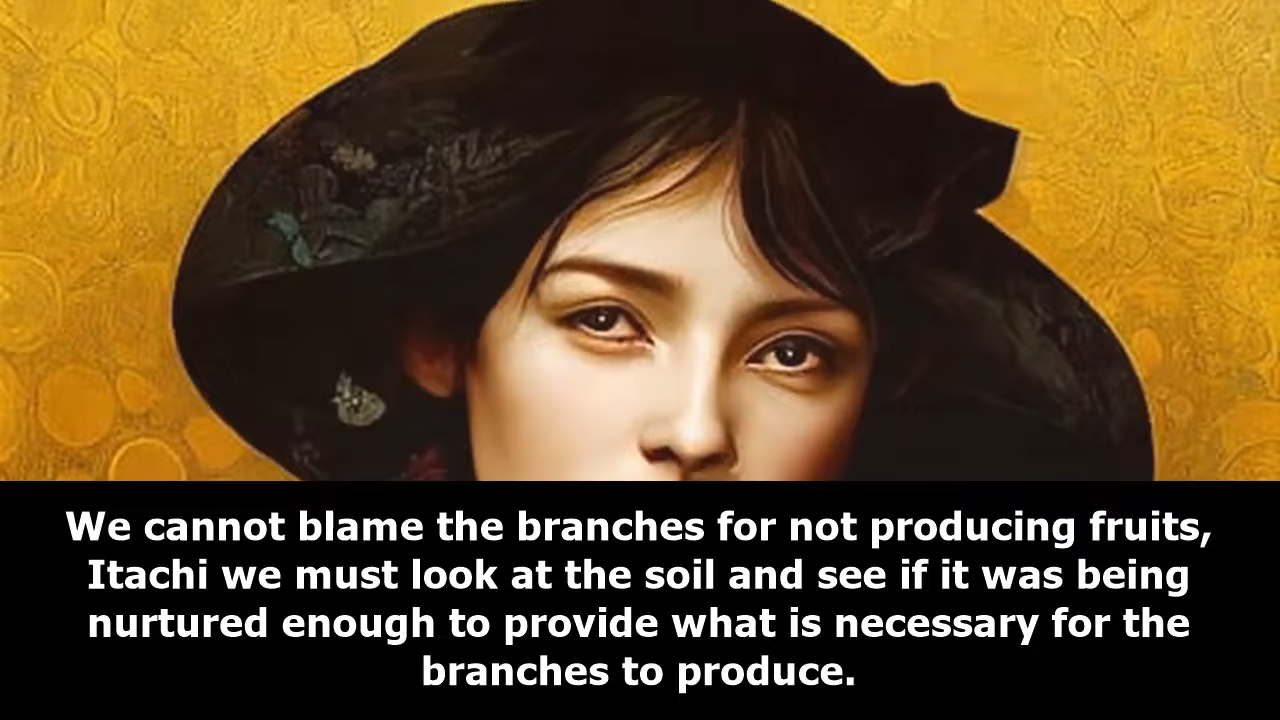 We cannot blame the branches for not producing fruits,
Itachi we must look at the soil and see if it was being
nurtured enough to provide what is necessary for the
branches to produce.